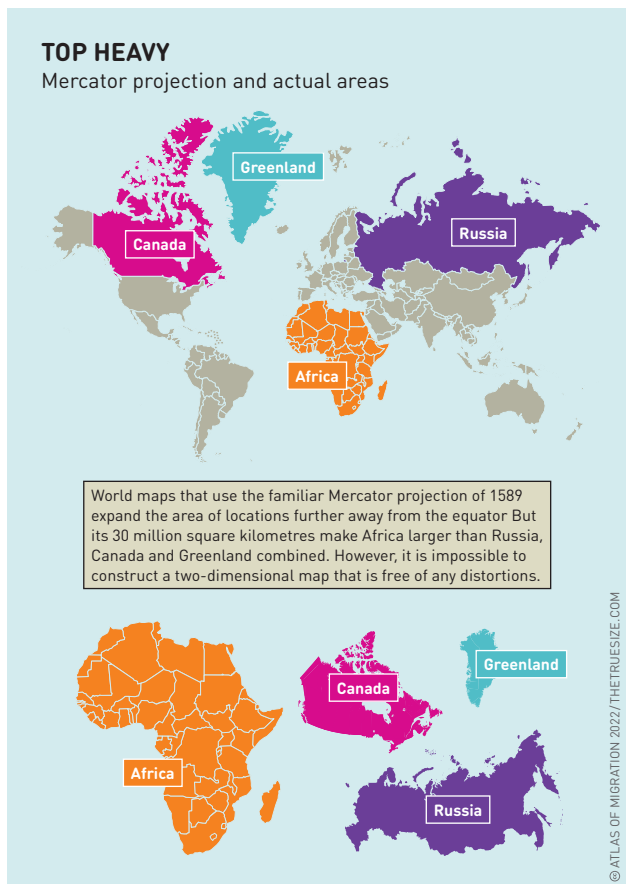 TOP HEAVY
Mercator projection and actual areas
Greenland
Canada
Russia
Africa
World maps that use the familiar Mercator projection of 1589
expand the area of locations further away from the equator But
its 30 million square kilometres make Africa larger than Russia,
Canada and Greenland combined. However, it is impossible to
construct a two-dimensional map that is free of any distortions.
Greenland
Canada
Africa
Russia
ATLAS OF MIGRATION 2022/THETRUESIZE.COM